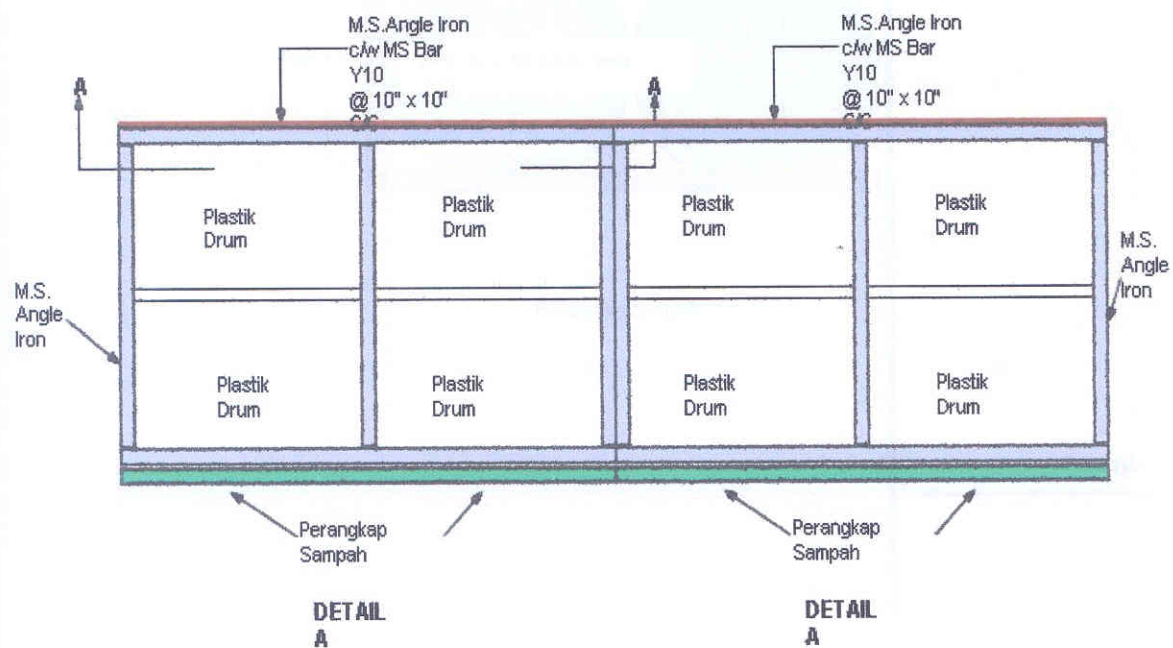 M.S.Angle Iron
c/w MS Bar
Y10
@ 10" x 10"
C/C
M.S.Angle Iron
c/w MS Bar
Y10
@ 10" x 10"
C/C
A
A
Plastik
Drum
Plastik
Drum
Plastik
Drum
Plastik
Drum
M.S.
Angle
Iron
M.S.
Angle
Iron
Plastik
Drum
Plastik
Drum
Plastik
Drum
Plastik
Drum
Perangkap
Sampah
Perangkap
Sampah
DETAIL
A
DETAIL
A